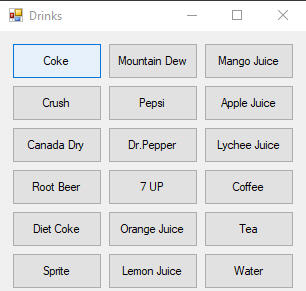 Drinks
Coke Mountain Dew Mango Juice
Crush Pepsi Apple Juice
Canada Dry Dr.Pepper Lychee Juice
Root Beer 7 UP Coffee
Diet Coke Orange Juice Tea
Sprite Lemon Juice Water